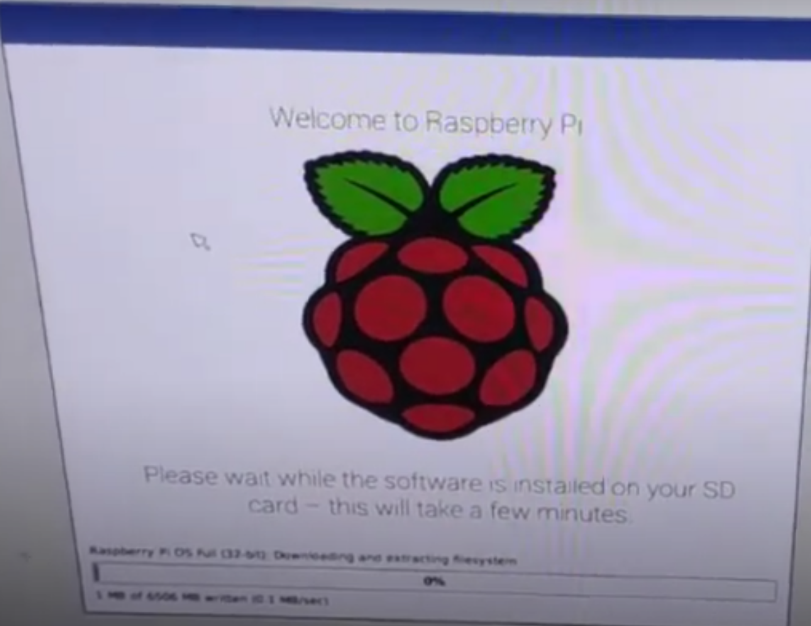 Welcome to Raspberry Pi
Please wait while the software is installed on your SD
card – this will take a few minutes.
Raspberry Pi OS Full (32-bit): Downloading and extracting filesystem
0%
1 MB of 6506 MB written (0.1 MB/sec)